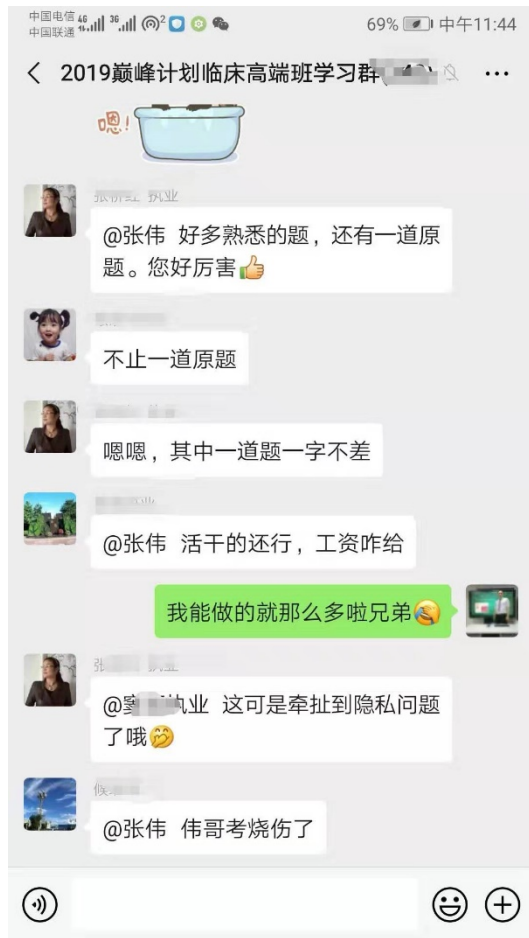 中国电信 4G 3G 2 69% 中午11:44
中国联通
2019巅峰计划临床高端班学习群
嗯!
执业
@张伟 好多熟悉的题，还有一道原
题。您好厉害👍
不止一道原题
嗯嗯，其中一道题一字不差
@张伟 活干的还行，工资咋给
我能做的就那么多啦兄弟🤣
张
@ 执业 这可是牵扯到隐私问题
了哦🤭
候
@张伟 伟哥考烧伤了